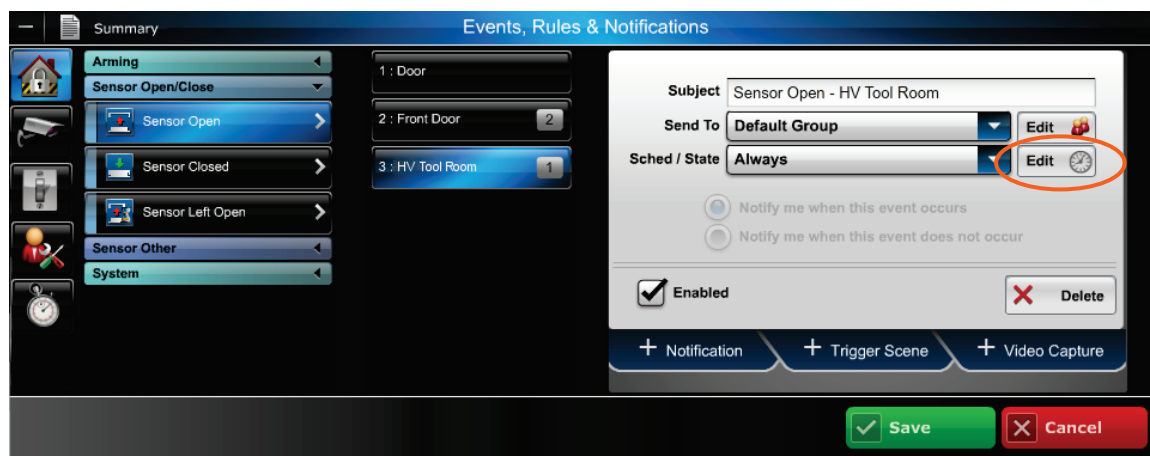 Summary
Events, Rules & Notifications
Arming
Sensor Open/Close
Sensor Open
Sensor Closed
Sensor Left Open
Sensor Other
System
1 : Door
2 : Front Door 2
3 : HV Tool Room 1
Subject Sensor Open - HV Tool Room
Send To Default Group Edit
Sched / State Always Edit
Notify me when this event occurs
Notify me when this event does not occur
Enabled
Delete
+ Notification + Trigger Scene + Video Capture
Save Cancel